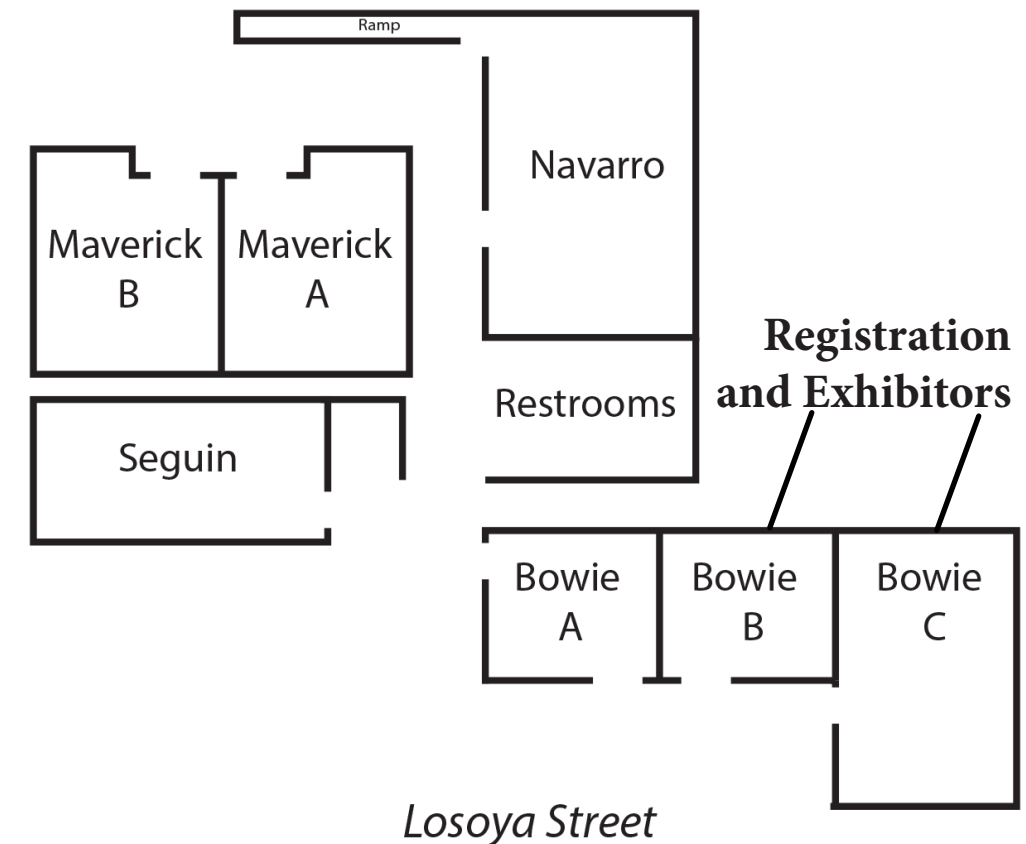 Ramp
Navarro
Maverick
B
Maverick
A
Registration
and Exhibitors
Restrooms
Seguin
Bowie
A
Bowie
B
Bowie
C
Losoya Street